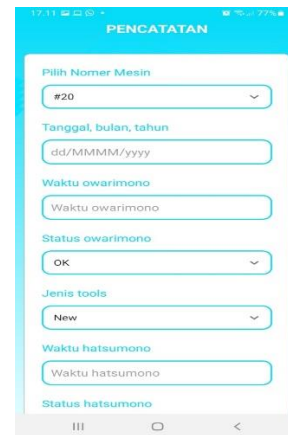 17.11
77%
PENCATATAN
Pilih Nomer Mesin
#20
Tanggal, bulan, tahun
dd/MMMM/yyyy
Waktu owarimono
Waktu owarimono
Status owarimono
OK
Jenis tools
New
Waktu hatsumono
Waktu hatsumono
Status hatsumono